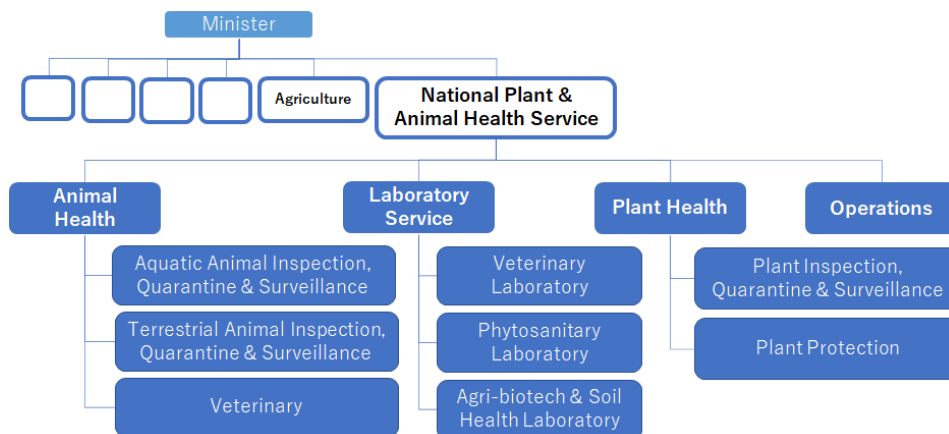 Minister
Agriculture
National Plant &
Animal Health Service
Animal
Health
Laboratory
Service
Plant Health
Operations
Aquatic Animal Inspection,
Quarantine & Surveillance
Terrestrial Animal Inspection,
Quarantine & Surveillance
Veterinary
Veterinary
Laboratory
Phytosanitary
Laboratory
Agri-biotech & Soil
Health Laboratory
Plant Inspection,
Quarantine & Surveillance
Plant Protection